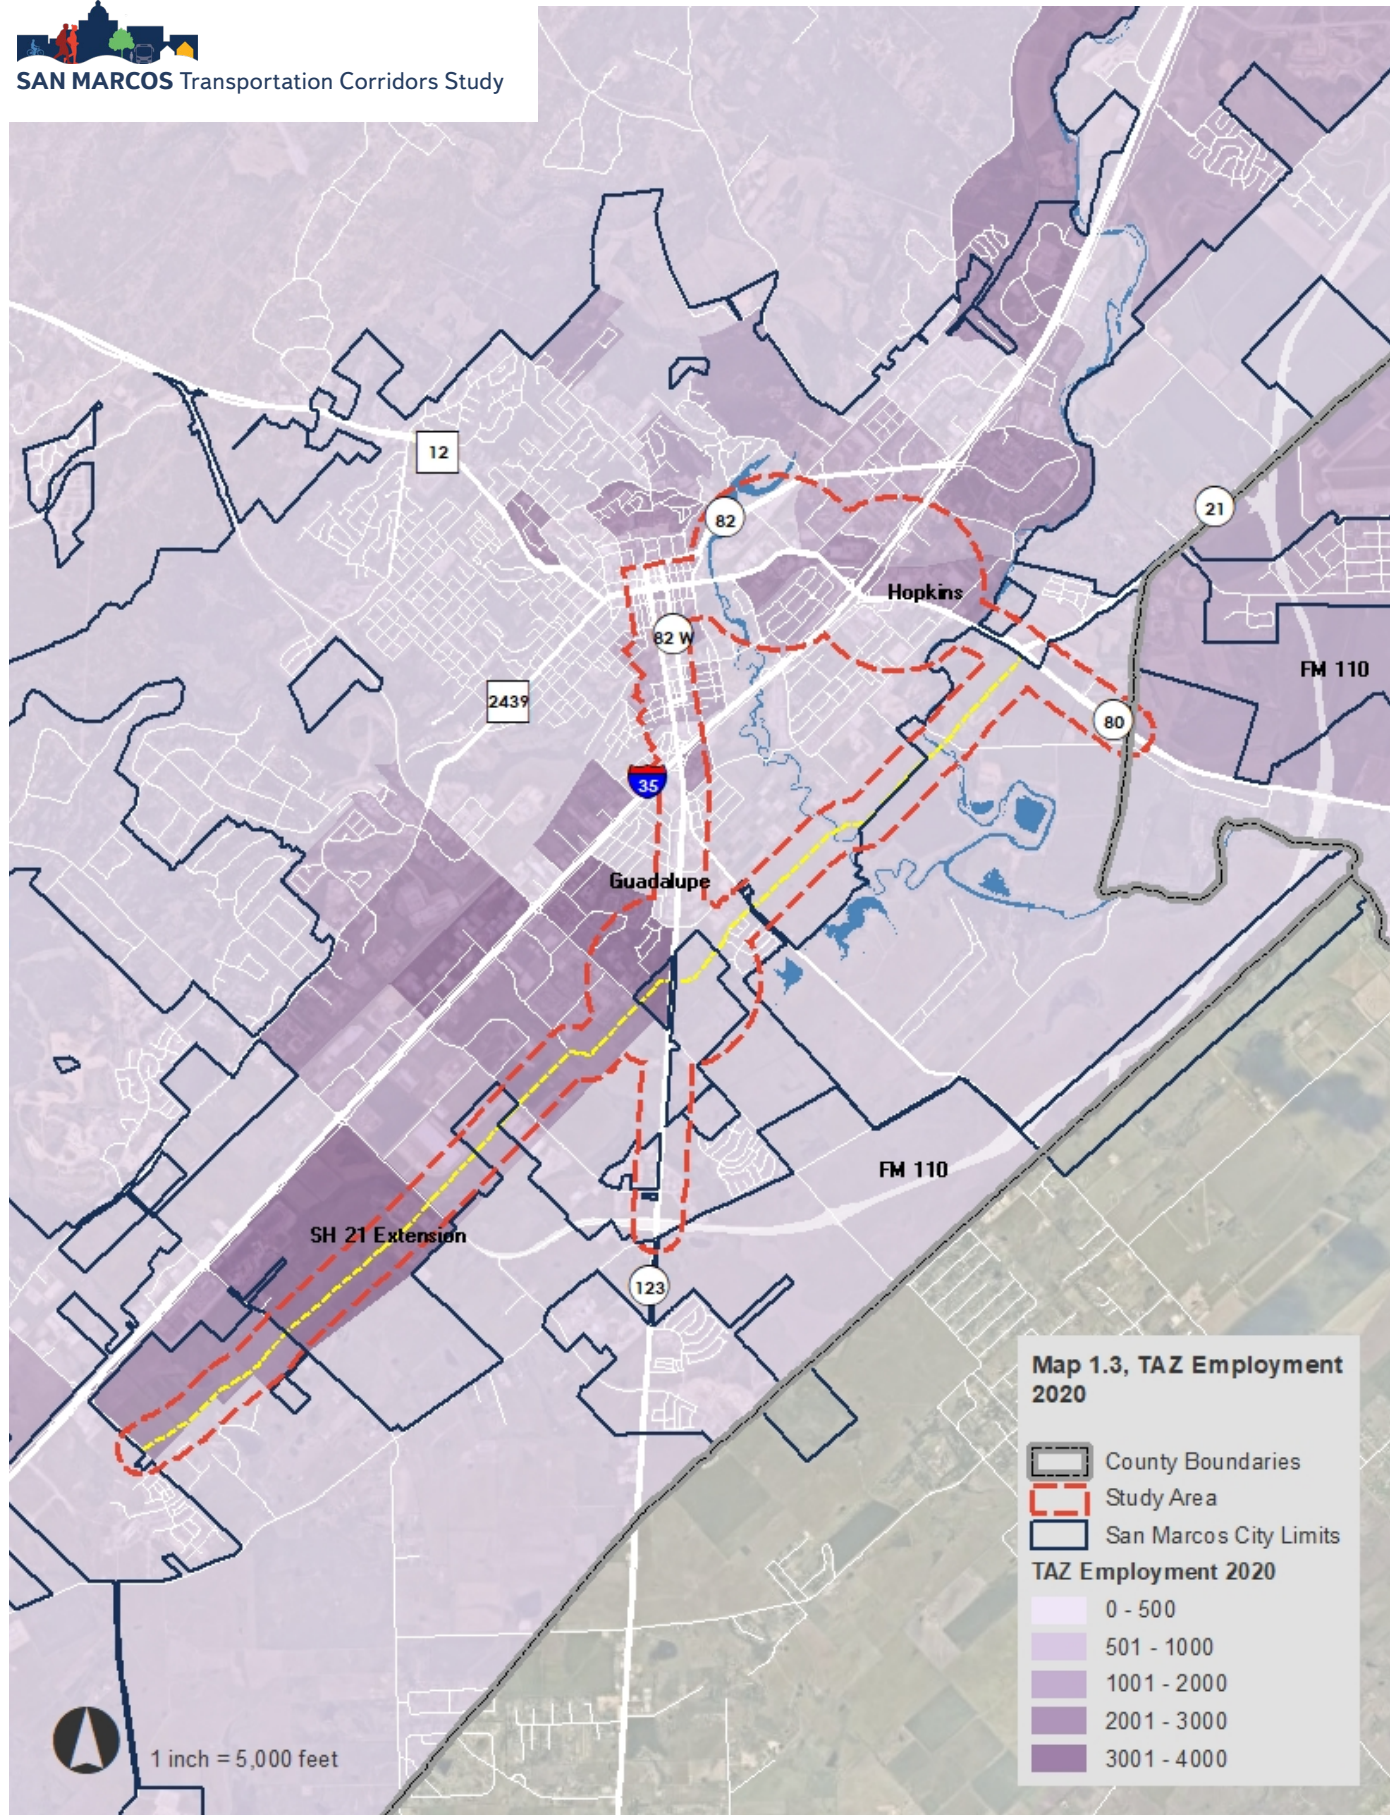 SAN MARCOS Transportation Corridors Study
12
82
21
Hopkins
82 W
FM 110
2439
80
35
Guadalupe
FM 110
SH 21 Extension
123
Map 1.3, TAZ Employment
2020
County Boundaries
Study Area
San Marcos City Limits
TAZ Employment 2020
0 - 500
501 - 1000
1001 - 2000
2001 - 3000
3001 - 4000
1 inch = 5,000 feet